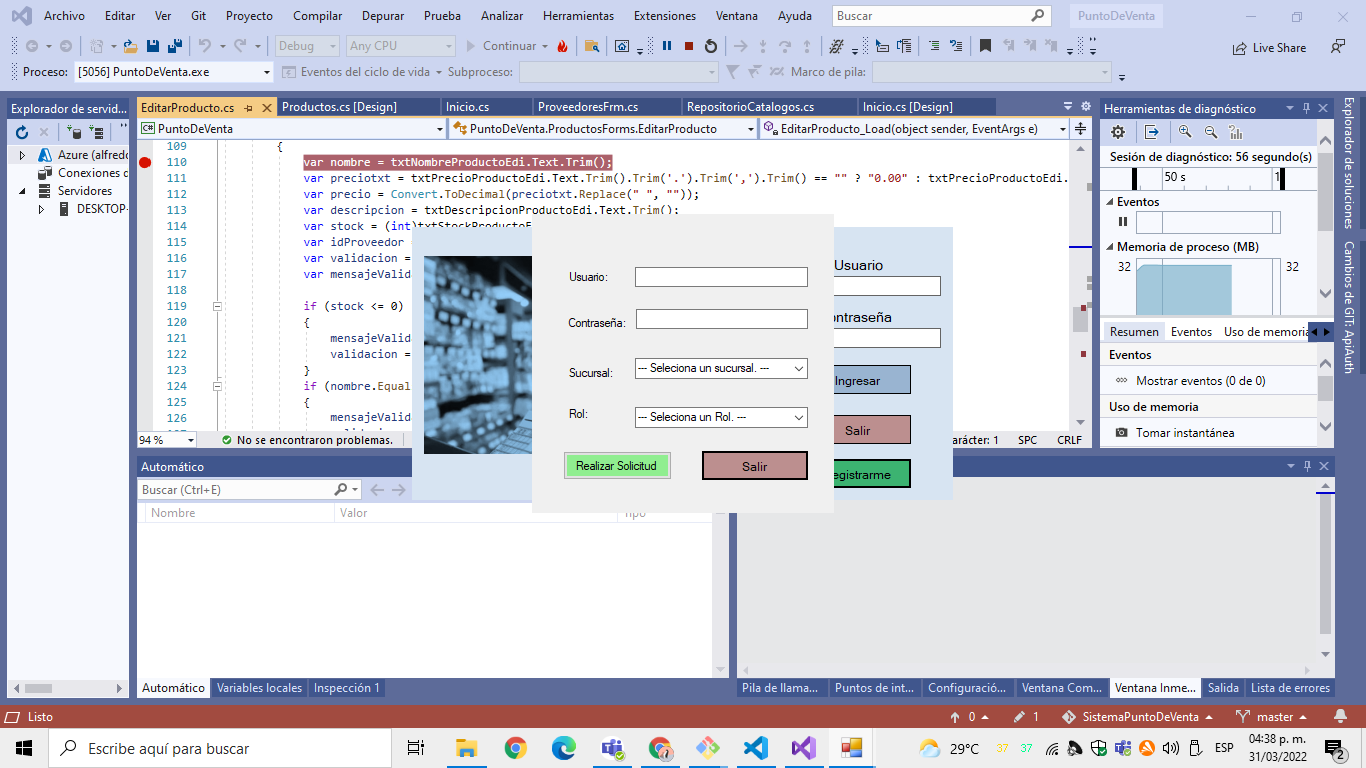 Archivo Editar Ver Git Proyecto Compilar Depurar Prueba Analizar Herramientas Extensiones Ventana Ayuda Buscar PuntoDeVenta
Debug Any CPU Continuar Live Share
Proceso: [5056] PuntoDeVenta.exe Eventos del ciclo de vida Subproceso: Marco de pila:
Explorador de servid...
Azure (alfredo
Conexiones d
Servidores
DESKTOP-
EditarProducto.cs Productos.cs [Design] Inicio.cs ProveedoresFrm.cs RepositorioCatalogos.cs Inicio.cs [Design]
PuntoDeVenta PuntoDeVenta.ProductosForms.EditarProducto EditarProducto_Load(object sender, EventArgs e)
109 {
110 var nombre = txtNombreProductoEdi.Text.Trim();
111 var preciotxt = txtPrecioProductoEdi.Text.Trim().Trim('.').Trim(',').Trim() == "" ? "0.00" : txtPrecioProductoEdi.
112 var precio = Convert.ToDecimal(preciotxt.Replace(" ", ""));
113 var descripcion = txtDescripcionProductoEdi.Text.Trim();
114 var stock = (int)txtStockProductoE
115 var idProveedor
116 var validacion =
117 var mensajeValid
118
119 if (stock <= 0)
120 {
121 mensajeValid
122 validacion =
123 }
124 if (nombre.Equal
125 {
126 mensajeValid
127
94 % No se encontraron problemas. arácter: 1 SPC CRLF
Usuario:
Contraseña:
Sucursal: --- Seleciona un sucursal. ---
Rol: --- Seleciona un Rol. ---
Realizar Solicitud Salir
Usuario
ontraseña
Ingresar
Salir
egistrarme
Herramientas de diagnóstico
Sesión de diagnóstico: 56 segundo(s)
50 s 1
Eventos
Memoria de proceso (MB)
32 32
Resumen Eventos Uso de memoria
Eventos
Mostrar eventos (0 de 0)
Uso de memoria
Tomar instantánea
Explorador de soluciones
Cambios de GIT: ApiAuth
Automático
Buscar (Ctrl+E)
Nombre Valor Tipo
Automático Variables locales Inspección 1
Pila de llama... Puntos de int... Configuració... Ventana Com... Ventana Inme... Salida Lista de errores
Listo 0 1 SistemaPuntoDeVenta master
Escribe aquí para buscar
29°C 37 37 ESP
04:38 p. m.
31/03/2022
2